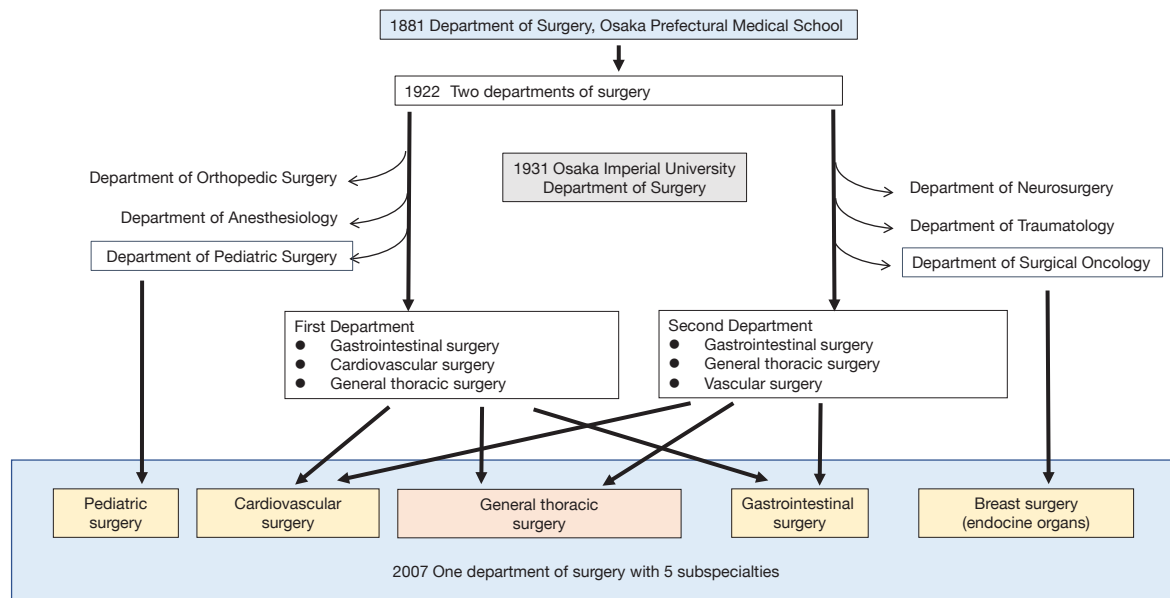 1881 Department of Surgery, Osaka Prefectural Medical School
1922 Two departments of surgery
1931 Osaka Imperial University
Department of Surgery
Department of Orthopedic Surgery
Department of Anesthesiology
Department of Pediatric Surgery
Department of Neurosurgery
Department of Traumatology
Department of Surgical Oncology
First Department
● Gastrointestinal surgery
● Cardiovascular surgery
● General thoracic surgery
Second Department
● Gastrointestinal surgery
● General thoracic surgery
● Vascular surgery
Pediatric
surgery
Cardiovascular
surgery
General thoracic
surgery
Gastrointestinal
surgery
Breast surgery
(endocrine organs)
2007 One department of surgery with 5 subspecialties